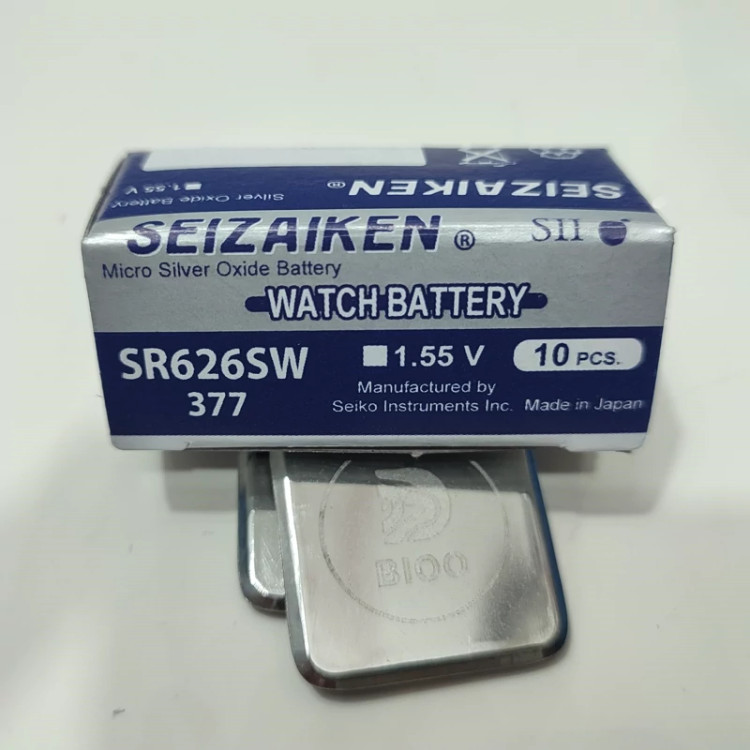 SEIZAIKEN®
Silver Oxide Battery
1.55 V
SEIZAIKEN® SII
Micro Silver Oxide Battery
WATCH BATTERY
SR626SW
377
1.55 V
10 PCS.
Manufactured by
Seiko Instruments Inc. Made in Japan
BIOO